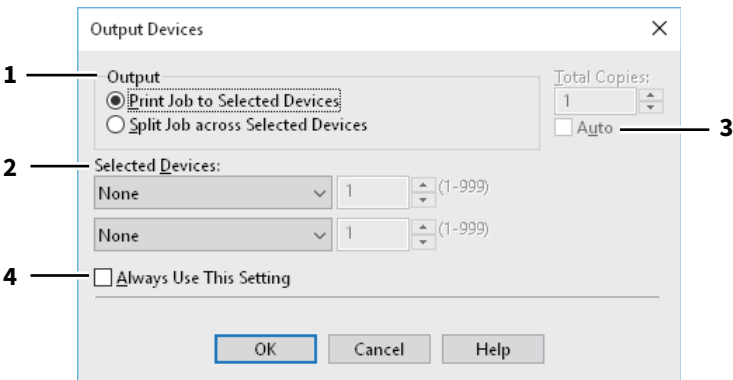 Output Devices
1
Output
Total Copies:
Print Job to Selected Devices
1
Split Job across Selected Devices
Auto
3
2
Selected Devices:
None
1
(1-999)
None
1
(1-999)
4
Always Use This Setting
OK
Cancel
Help